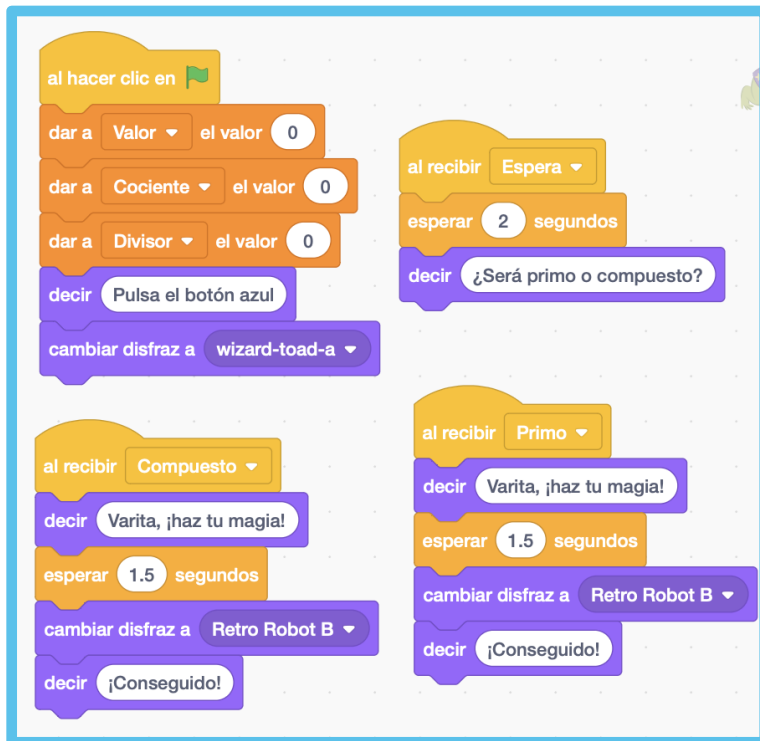 al hacer clic en
dar a Valor el valor 0
dar a Cociente el valor 0
dar a Divisor el valor 0
decir Pulsa el botón azul
cambiar disfraz a wizard-toad-a
al recibir Espera
esperar 2 segundos
decir ¿Será primo o compuesto?
al recibir Compuesto
decir Varita, ¡haz tu magia!
esperar 1.5 segundos
cambiar disfraz a Retro Robot B
decir ¡Conseguido!
al recibir Primo
decir Varita, ¡haz tu magia!
esperar 1.5 segundos
cambiar disfraz a Retro Robot B
decir ¡Conseguido!